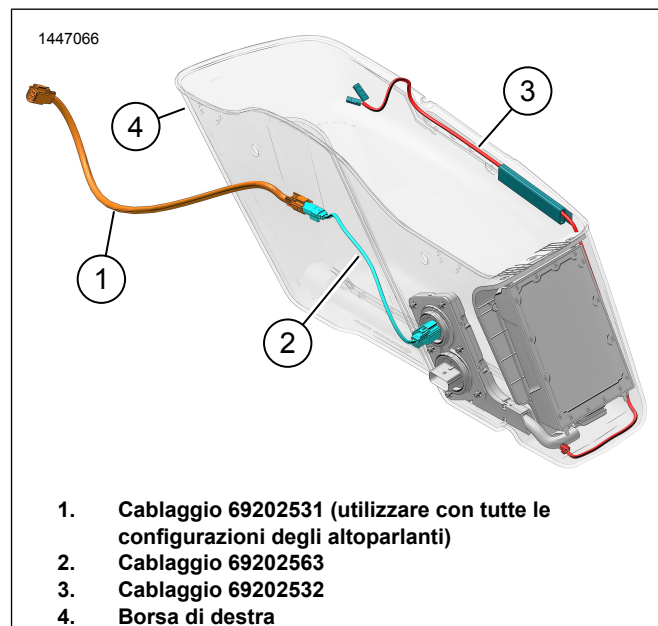 1447066
4
3
1
2
1. Cablaggio 69202531 (utilizzare con tutte le
configurazioni degli altoparlanti)
2. Cablaggio 69202563
3. Cablaggio 69202532
4. Borsa di destra